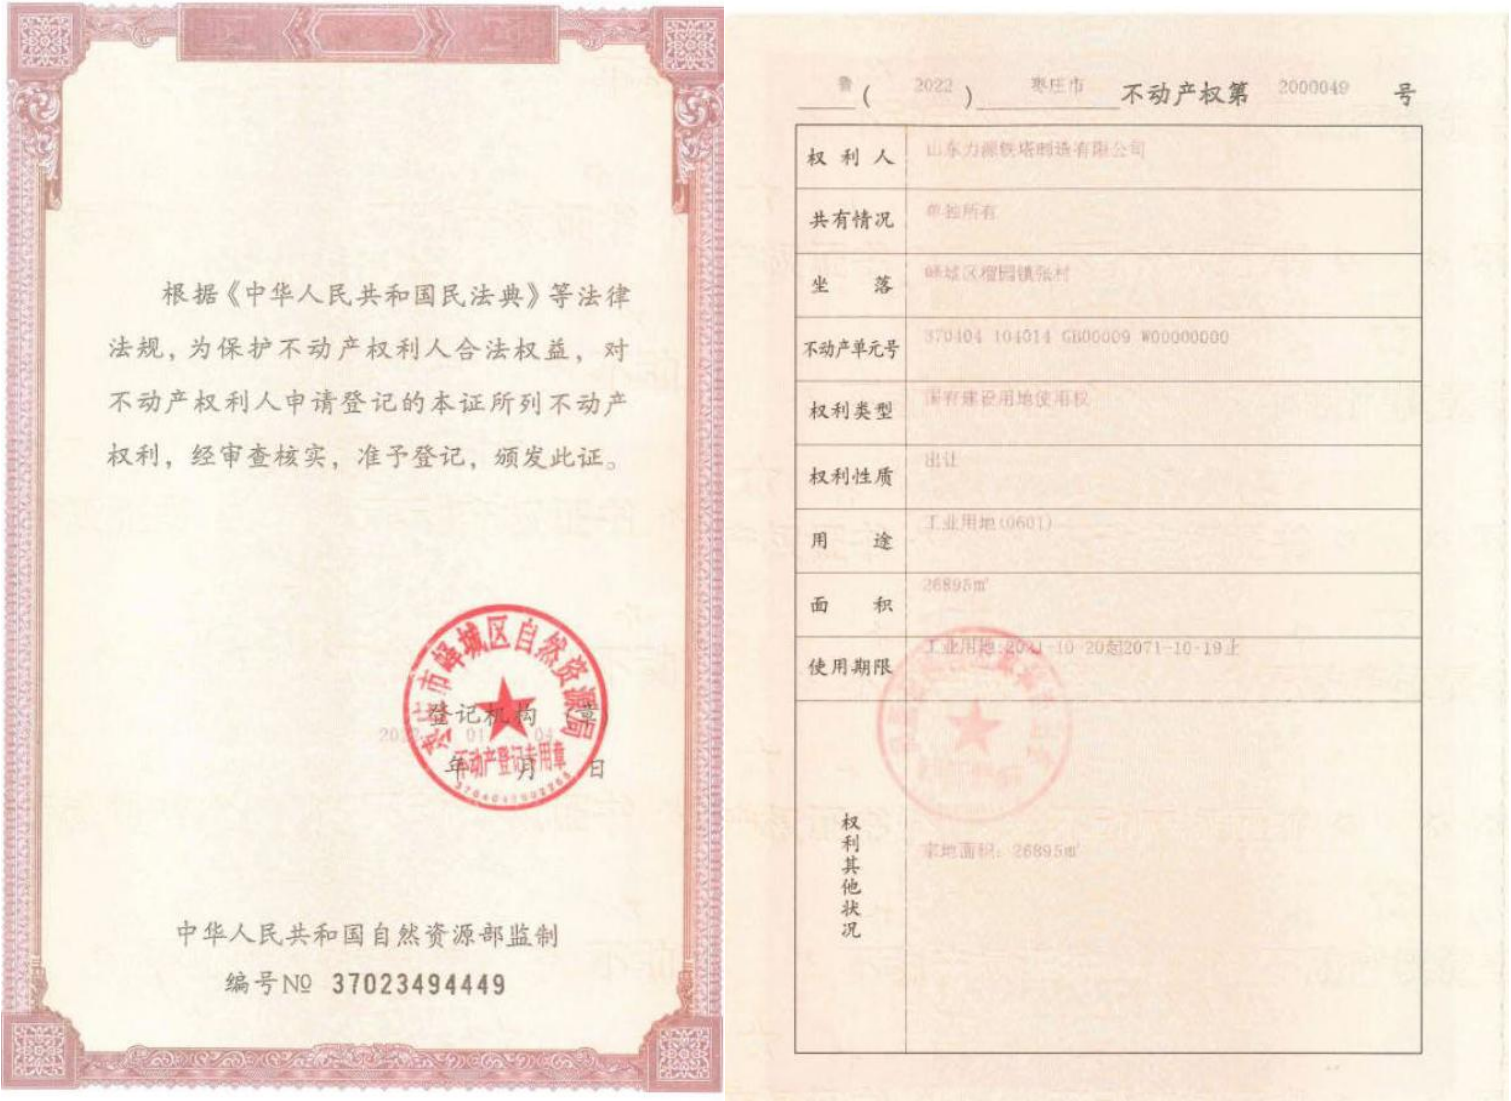 根据《中华人民共和国民法典》等法律
法规，为保护不动产权利人合法权益，对
不动产权利人申请登记的本证所列不动产
权利，经审查核实，准予登记，颁发此证。
枣庄市峄城区自然资源局
登记机构（章）
01 04
不动产登记专用章
年 月 日
中华人民共和国自然资源部监制
编号№ 37023494449
鲁（2022）枣庄市不动产权第 2000049 号
权利人 山东力源铁塔制造有限公司
共有情况 单独所有
坐落 峄城区榴园镇张村
不动产单元号 370404 104014 GB00009 W00000000
权利类型 国有建设用地使用权
权利性质 出让
用途 工业用地(0601)
面积 26895㎡
使用期限 工业用地:2021-10-20起2071-10-19止
权利其他状况 宗地面积：26895㎡